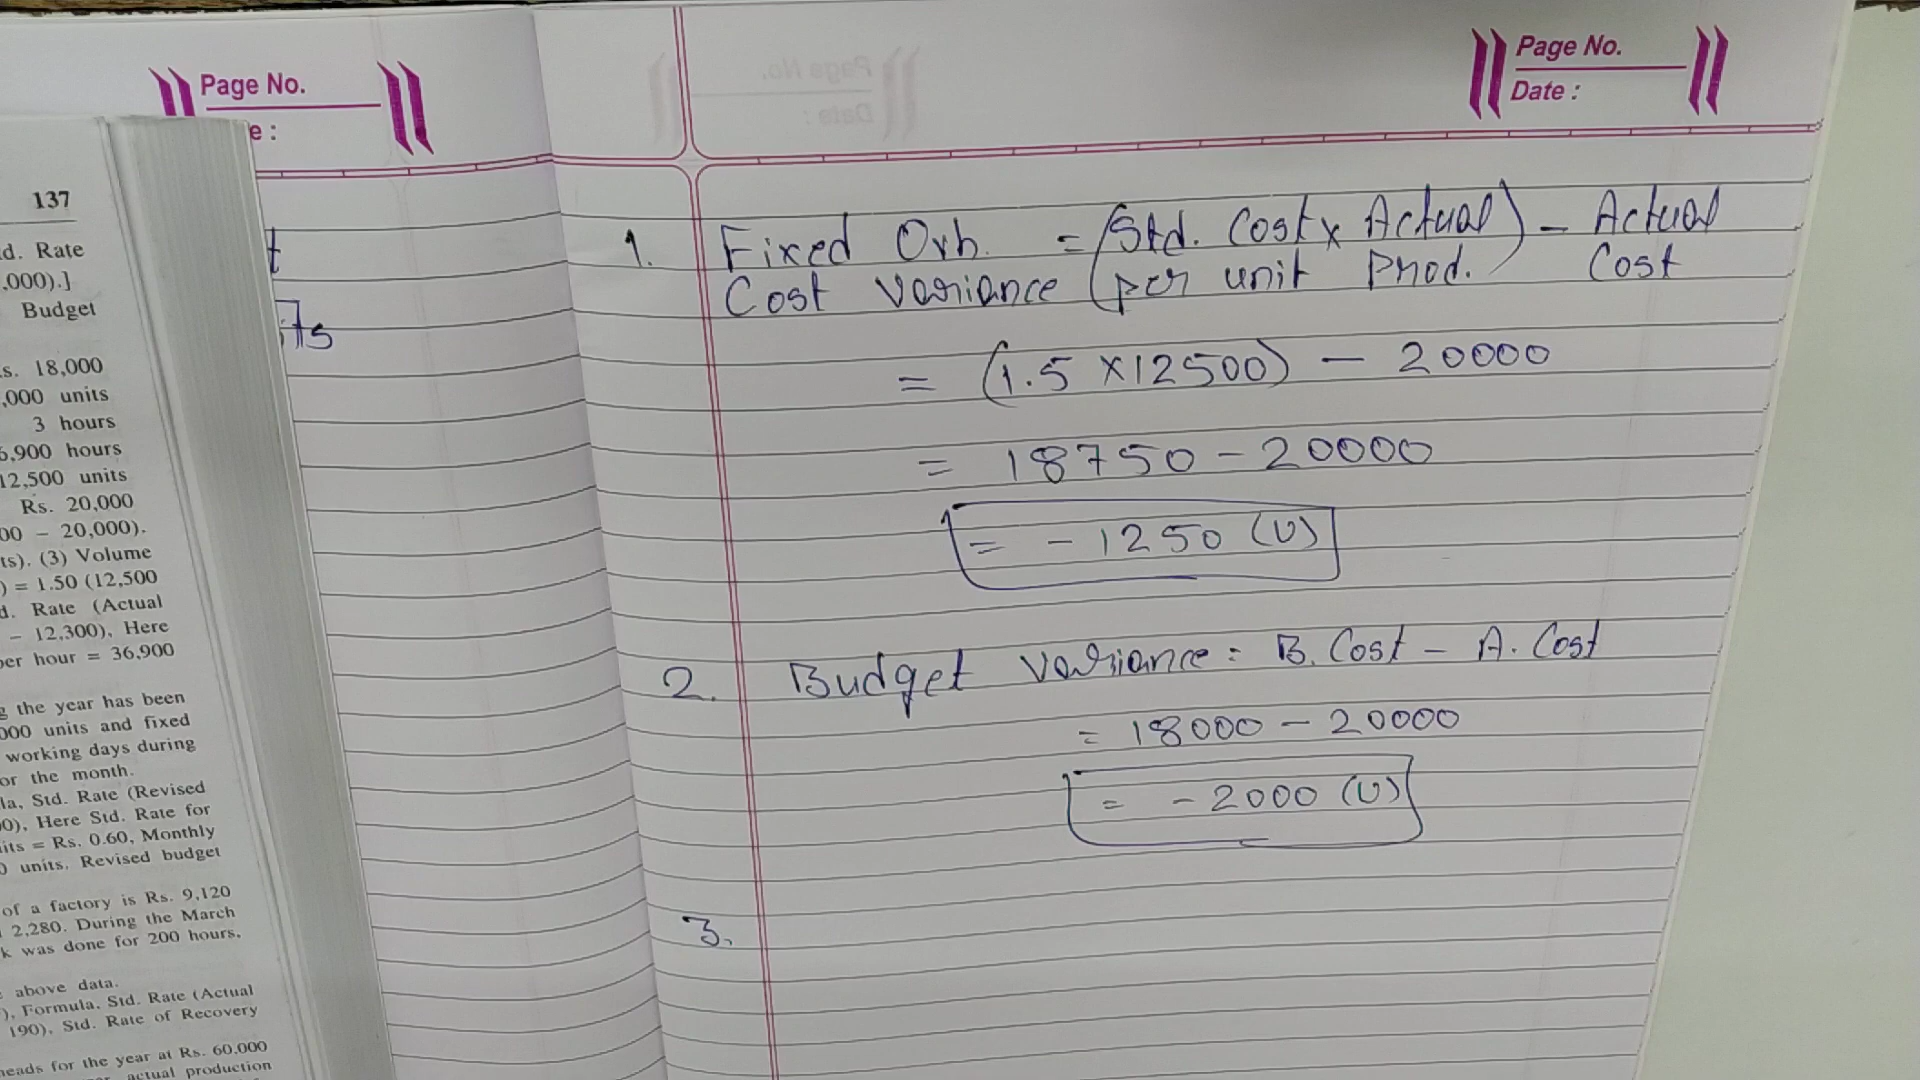 Page No.
e :
137
d. Rate
,000).]
Budget
s. 18,000
,000 units
3 hours
6,900 hours
12,500 units
Rs. 20,000
00 – 20,000).
ts). (3) Volume
) = 1.50 (12,500
d. Rate (Actual
– 12,300), Here
per hour = 36,900
g the year has been
000 units and fixed
working days during
or the month.
la, Std. Rate (Revised
0), Here Std. Rate for
its = Rs. 0.60, Monthly
0 units. Revised budget
of a factory is Rs. 9,120
2,280. During the March
k was done for 200 hours,
above data.
), Formula. Std. Rate (Actual
190), Std. Rate of Recovery
heads for the year at Rs. 60,000
actual production
t
its
Page No.
Date :
1. Fixed Ovh. = (Std. Cost x Actual) - Actual
Cost variance (per unit Prod.) Cost
= (1.5 × 12500) - 20000
= 18750 - 20000
= - 1250 (U)
2. Budget variance = B. Cost - A. Cost
= 18000 - 20000
= - 2000 (U)
3.